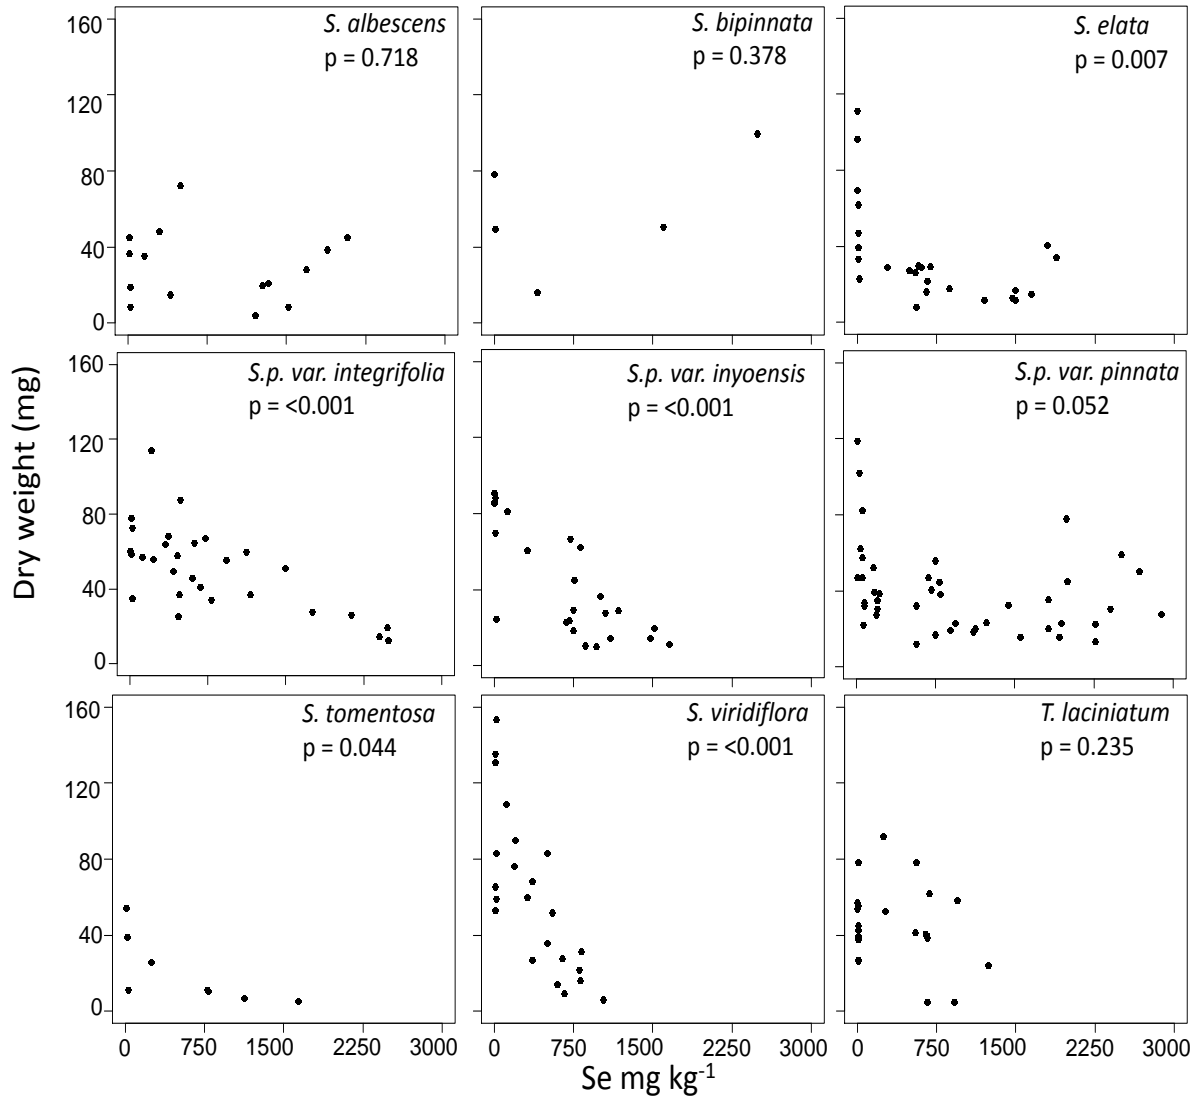 S. albescens
p = 0.718
S. bipinnata
p = 0.378
S. elata
p = 0.007
160
120
80
40
0
S.p. var. integrifolia
p = <0.001
S.p. var. inyoensis
p = <0.001
S.p. var. pinnata
p = 0.052
160
120
80
40
0
Dry weight (mg)
S. tomentosa
p = 0.044
S. viridiflora
p = <0.001
T. laciniatum
p = 0.235
160
120
80
40
0
0 750 1500 2250 3000
0 750 1500 2250 3000
0 750 1500 2250 3000
Se mg kg-1